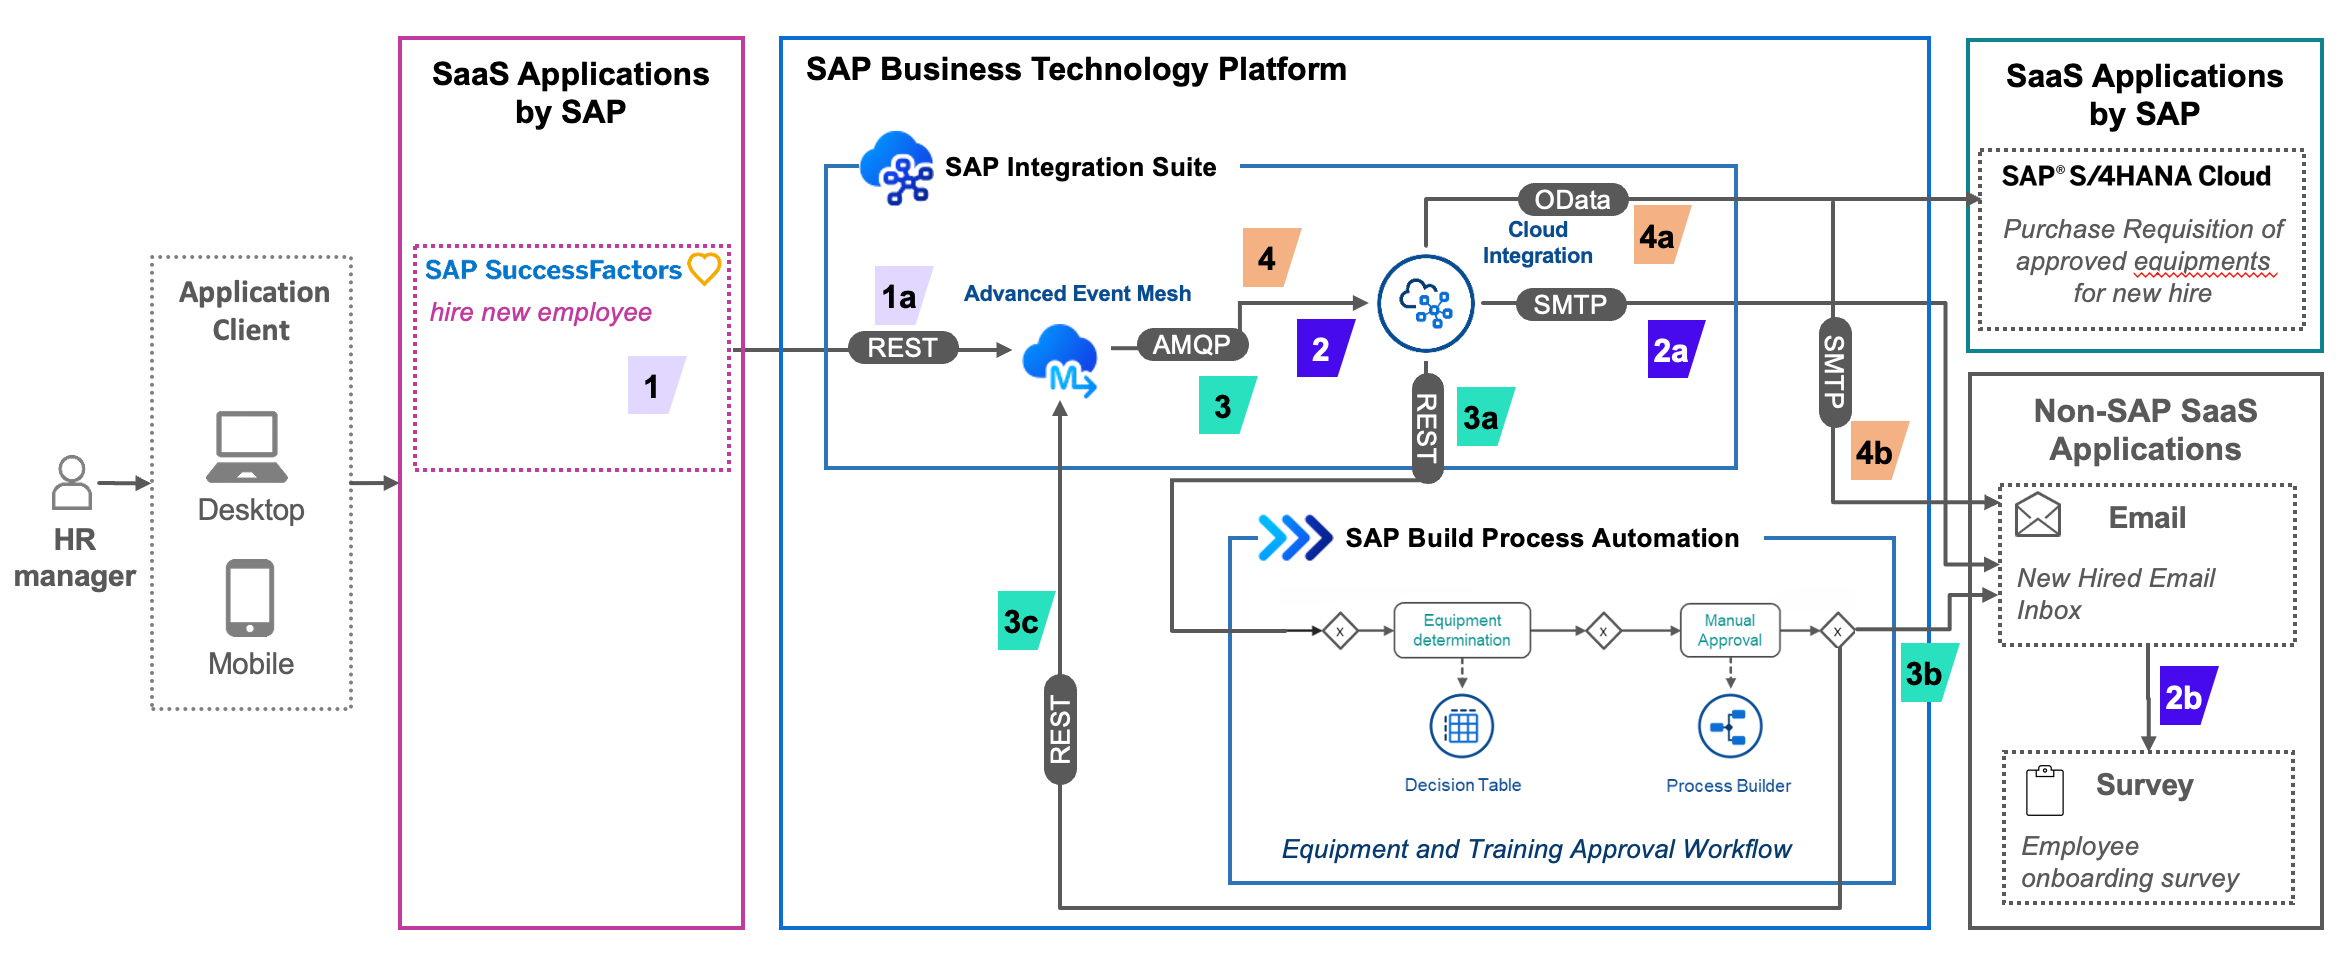 HR
manager
Application
Client
Desktop
Mobile
SaaS Applications
by SAP
SAP SuccessFactors
hire new employee
1
SAP Business Technology Platform
SAP Integration Suite
1a
REST
Advanced Event Mesh
M
AMQP
4
2
3
OData
4a
Cloud
Integration
SMTP
2a
REST
3a
SMTP
4b
3c
REST
SAP Build Process Automation
x
Equipment
determination
x
Manual
Approval
x
Decision Table
Process Builder
Equipment and Training Approval Workflow
3b
SaaS Applications
by SAP
SAP® S/4HANA Cloud
Purchase Requisition of
approved equipments
for new hire
Non-SAP SaaS
Applications
Email
New Hired Email
Inbox
2b
Survey
Employee
onboarding survey